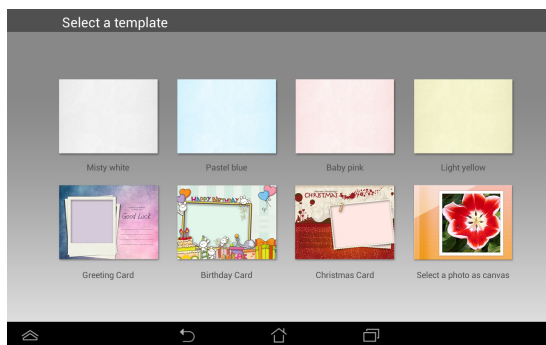 Select a template
Misty white
Pastel blue
Baby pink
Light yellow
Good Luck
HAPPY BIRTHDAY
CHRISTMAS
Greeting Card
Birthday Card
Christmas Card
Select a photo as canvas